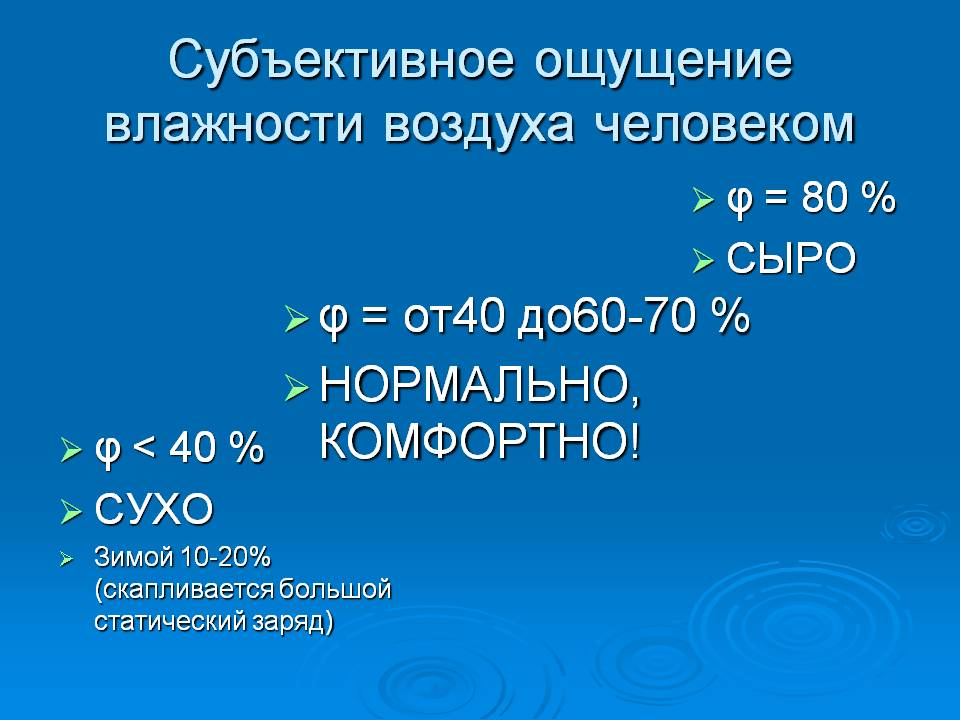 Субъективное ощущение
влажности воздуха человеком
φ = 80 %
СЫРО
φ = от40 до60-70 %
НОРМАЛЬНО,
КОМФОРТНО!
φ < 40 %
СУХО
Зимой 10-20%
(скапливается большой
статический заряд)